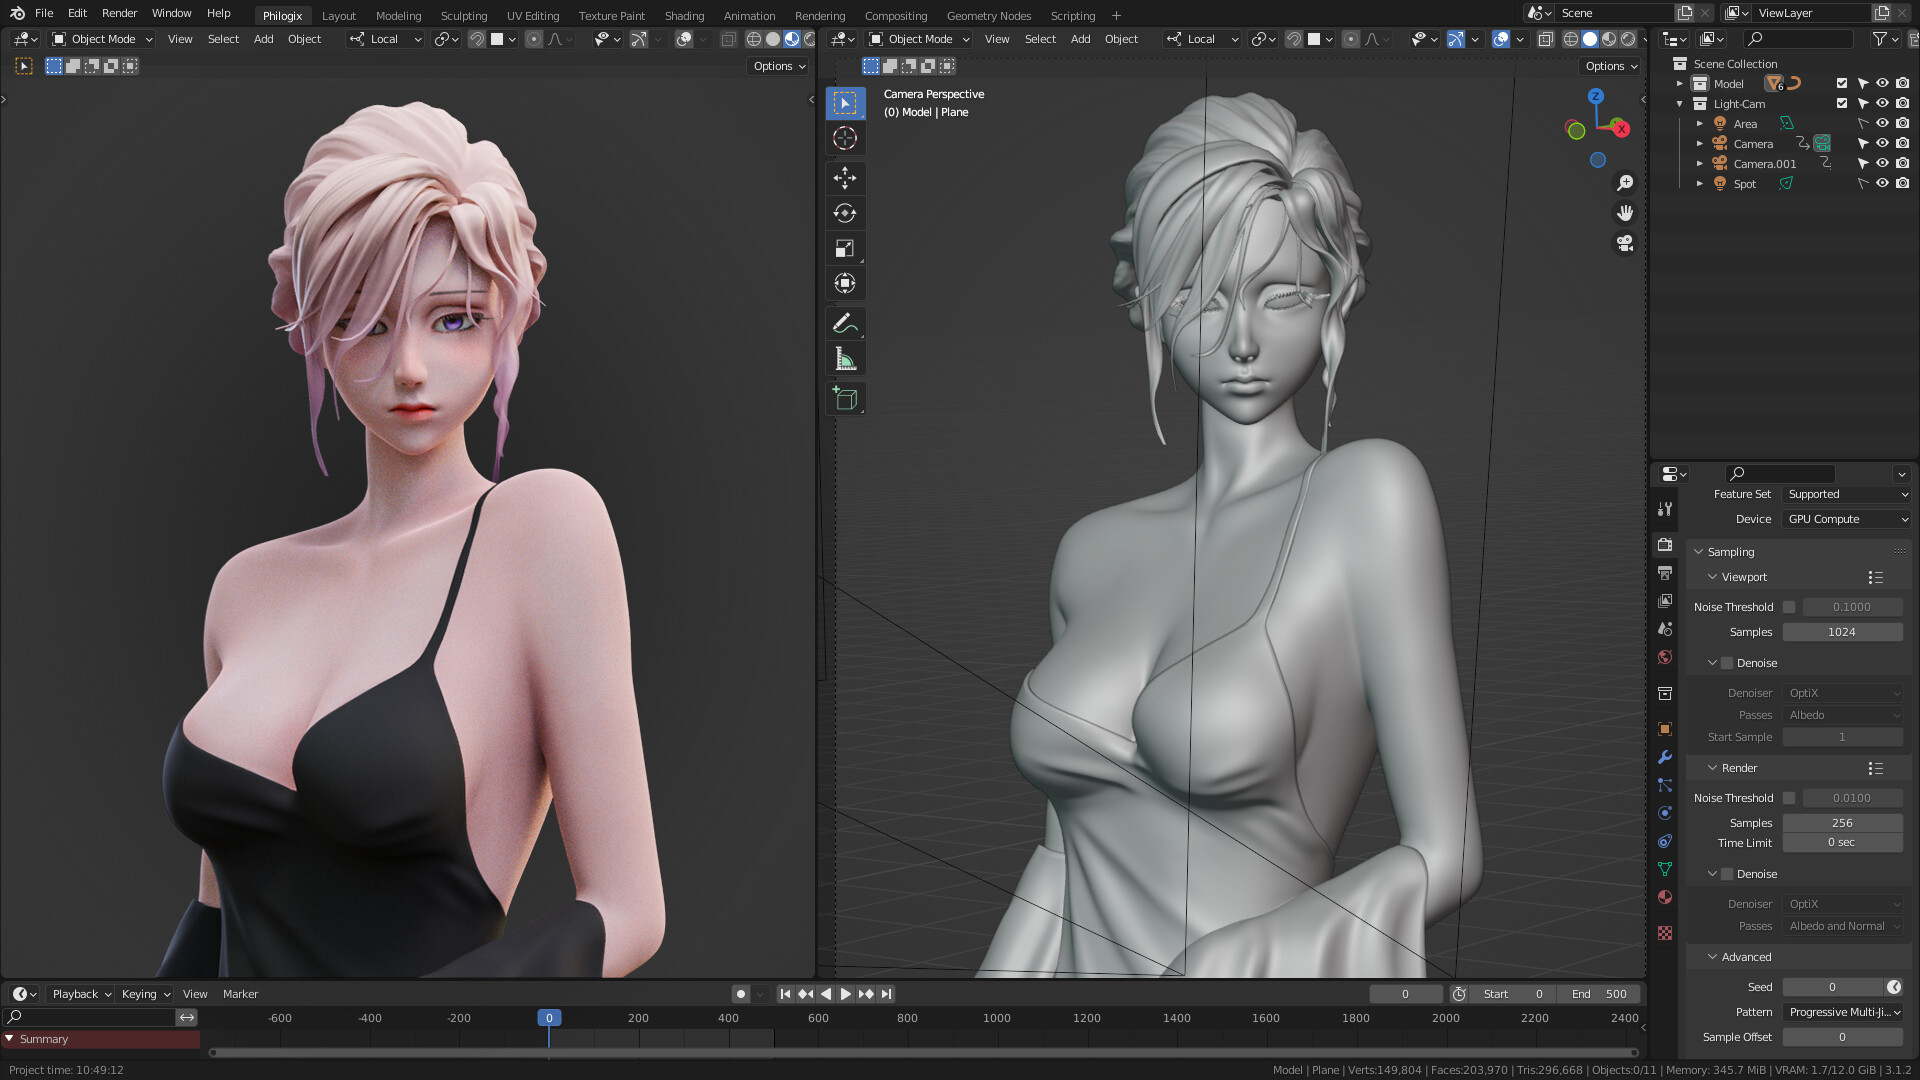 File Edit Render Window Help Philogix Layout Modeling Sculpting UV Editing Texture Paint Shading Animation Rendering Compositing Geometry Nodes Scripting + Scene ViewLayer
Object Mode View Select Add Object Local Object Mode View Select Add Object Local
Options Options
Camera Perspective
(0) Model | Plane
Z
X
Scene Collection
Model 6
Light-Cam
Area
Camera
Camera.001
Spot
Feature Set Supported
Device GPU Compute
Sampling
Viewport
Noise Threshold 0.1000
Samples 1024
Denoise
Denoiser OptiX
Passes Albedo
Start Sample 1
Render
Noise Threshold 0.0100
Samples 256
Time Limit 0 sec
Denoise
Denoiser OptiX
Passes Albedo and Normal
Advanced
Seed 0
Pattern Progressive Multi-Ji...
Sample Offset 0
Playback Keying View Marker 0 Start 0 End 500
-600 -400 -200 0 200 400 600 800 1000 1200 1400 1600 1800 2000 2200 2400
Summary
Project time: 10:49:12 Model | Plane | Verts:149,804 | Faces:203,970 | Tris:296,668 | Objects:0/11 | Memory: 345.7 MiB | VRAM: 1.7/12.0 GiB | 3.1.2